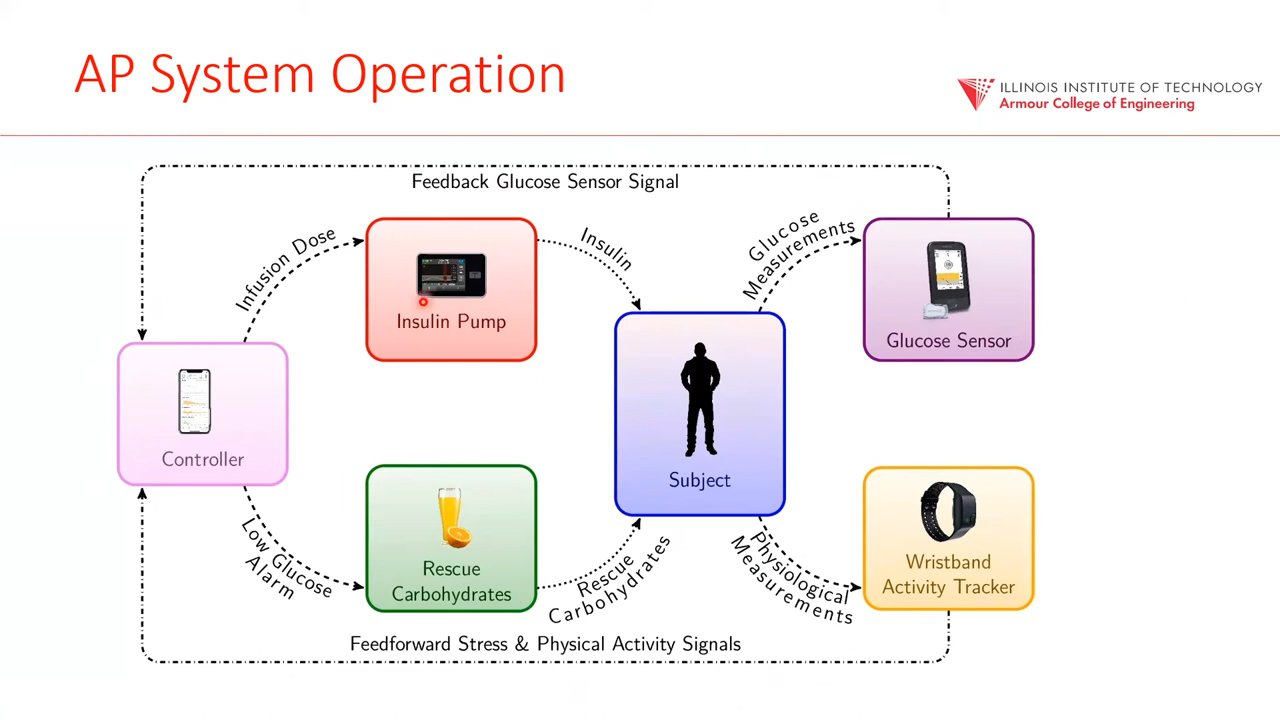 AP System Operation
ILLINOIS INSTITUTE OF TECHNOLOGY
Armour College of Engineering
Feedback Glucose Sensor Signal
Infusion Dose
Insulin Pump
Insulin
Glucose
Measurements
Glucose Sensor
Controller
Subject
Low Glucose
Alarm
Rescue
Carbohydrates
Rescue
Carbohydrates
Physiological
Measurements
Wristband
Activity Tracker
Feedforward Stress & Physical Activity Signals